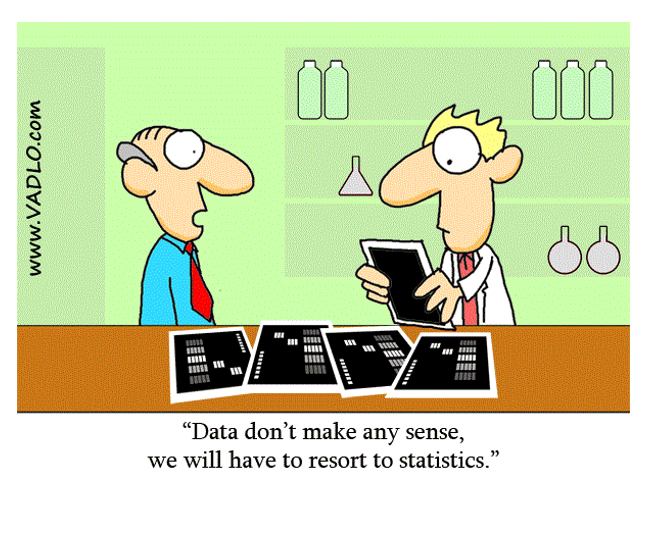 www.VADLO.com
“Data don’t make any sense,
we will have to resort to statistics.”